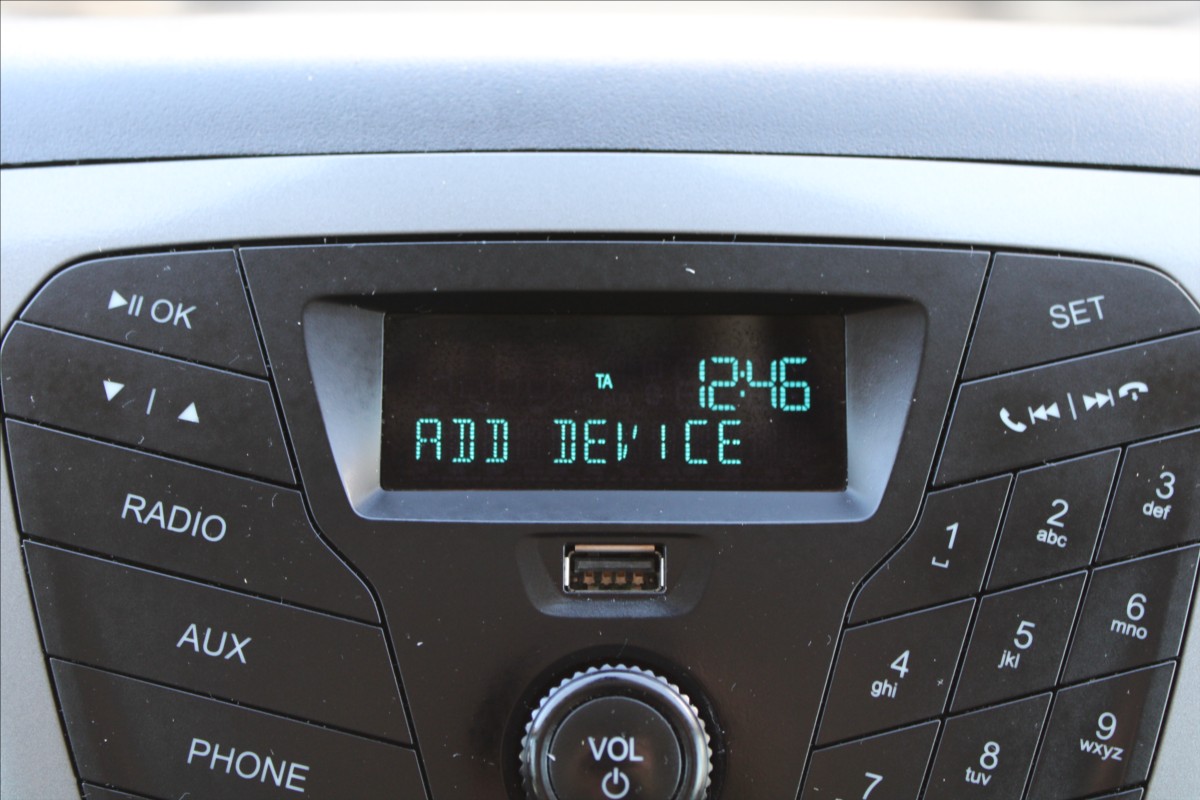 OK
SET
TA 12:46
ADD DEVICE
RADIO
1
2 abc
3 def
AUX
4 ghi
5 jkl
6 mno
PHONE
VOL
7
8 tuv
9 wxyz